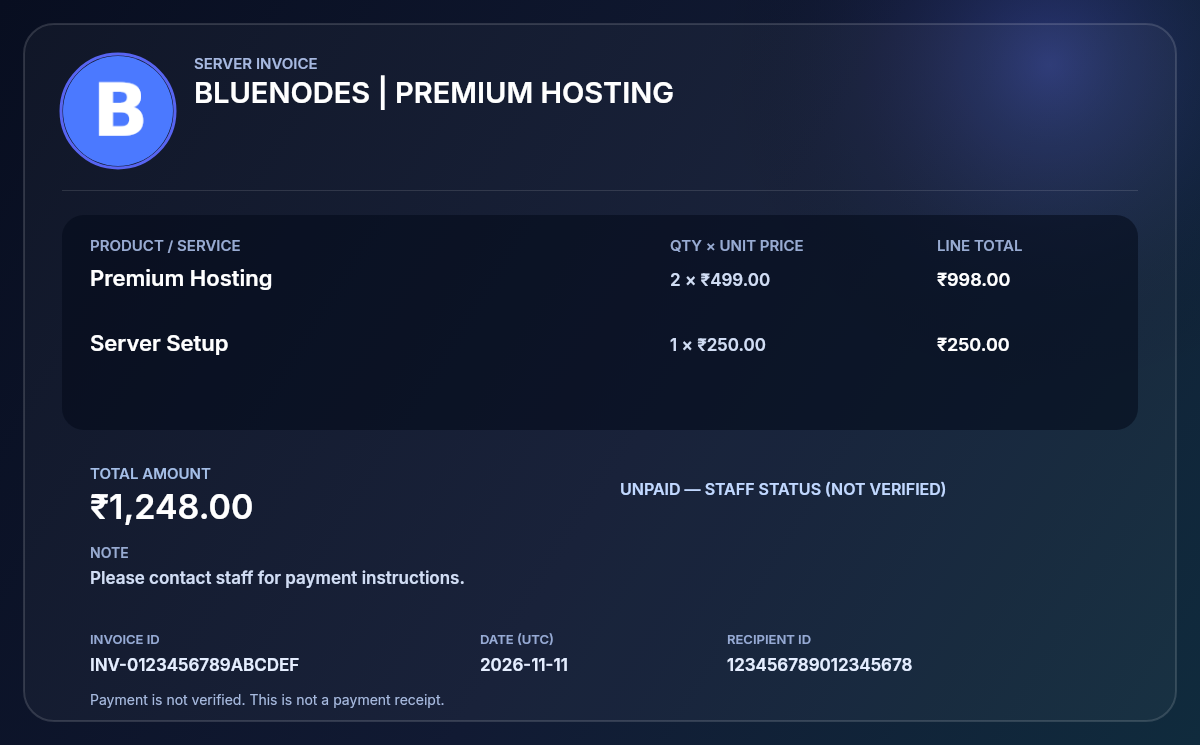 B
SERVER INVOICE
BLUENODES | PREMIUM HOSTING
PRODUCT / SERVICE QTY × UNIT PRICE LINE TOTAL
Premium Hosting 2 × ₹499.00 ₹998.00
Server Setup 1 × ₹250.00 ₹250.00
TOTAL AMOUNT
₹1,248.00
UNPAID — STAFF STATUS (NOT VERIFIED)
NOTE
Please contact staff for payment instructions.
INVOICE ID DATE (UTC) RECIPIENT ID
INV-0123456789ABCDEF 2026-11-11 123456789012345678
Payment is not verified. This is not a payment receipt.